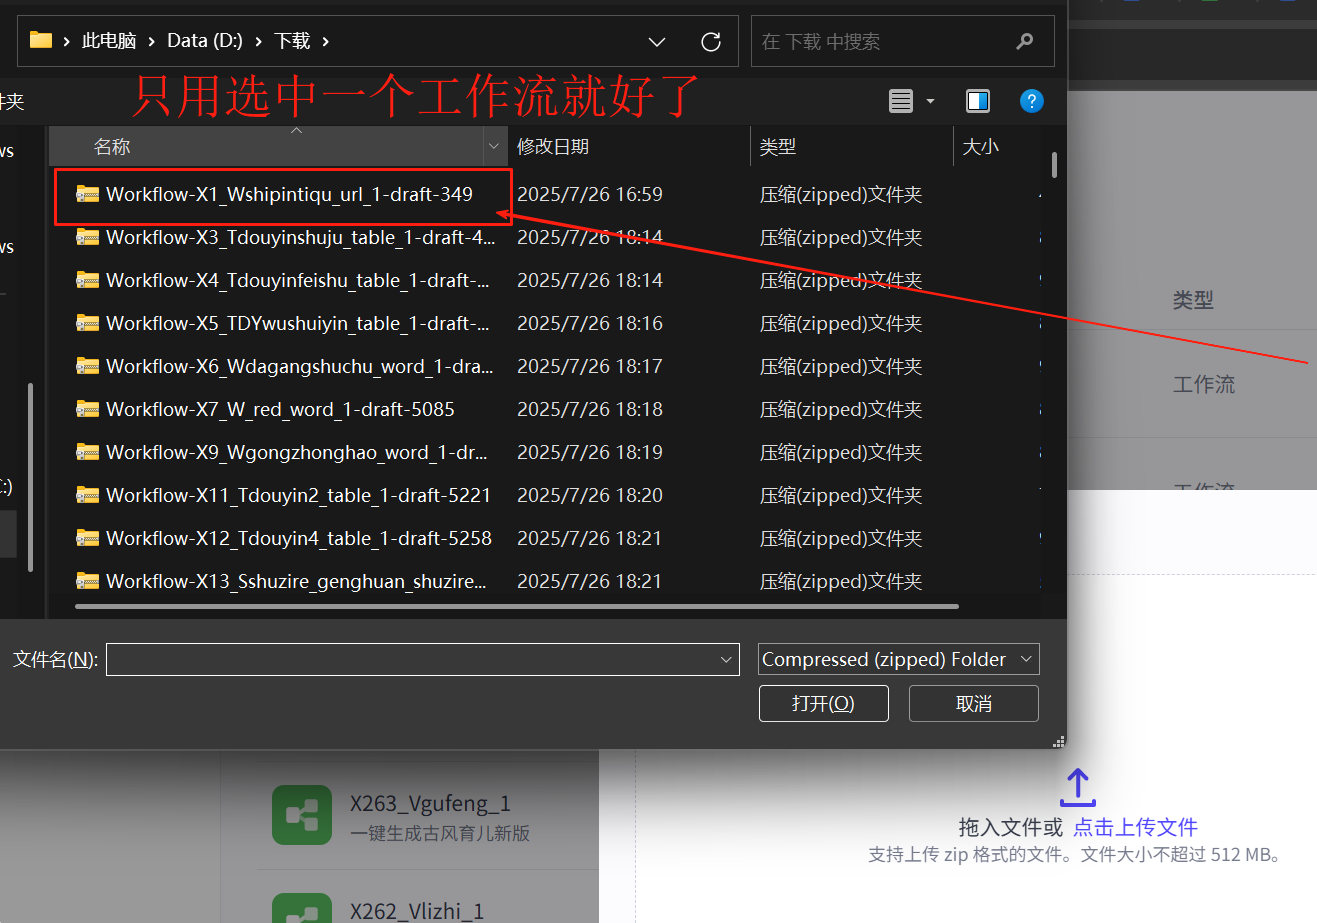 此电脑 › Data (D:) › 下载 ›
在 下载 中搜索
只用选中一个工作流就好了
件夹
ws
名称
修改日期
类型
大小
Workflow-X1_Wshipintiqu_url_1-draft-349 2025/7/26 16:59 压缩(zipped)文件夹
Workflow-X3_Tdouyinshuju_table_1-draft-4... 2025/7/26 18:14 压缩(zipped)文件夹
ws
Workflow-X4_Tdouyinfeishu_table_1-draft-... 2025/7/26 18:14 压缩(zipped)文件夹
类型
Workflow-X5_TDYwushuiyin_table_1-draft-... 2025/7/26 18:16 压缩(zipped)文件夹
Workflow-X6_Wdagangshuchu_word_1-dra... 2025/7/26 18:17 压缩(zipped)文件夹
工作流
Workflow-X7_W_red_word_1-draft-5085 2025/7/26 18:18 压缩(zipped)文件夹
Workflow-X9_Wgongzhonghao_word_1-dr... 2025/7/26 18:19 压缩(zipped)文件夹
:)
Workflow-X11_Tdouyin2_table_1-draft-5221 2025/7/26 18:20 压缩(zipped)文件夹
工作流
Workflow-X12_Tdouyin4_table_1-draft-5258 2025/7/26 18:21 压缩(zipped)文件夹
Workflow-X13_Sshuzire_genghuan_shuzire... 2025/7/26 18:21 压缩(zipped)文件夹
文件名(N):
Compressed (zipped) Folder
打开(O)
取消
X263_Vgufeng_1
一键生成古风育儿新版
拖入文件或 点击上传文件
支持上传 zip 格式的文件。文件大小不超过 512 MB。
X262_Vlizhi_1